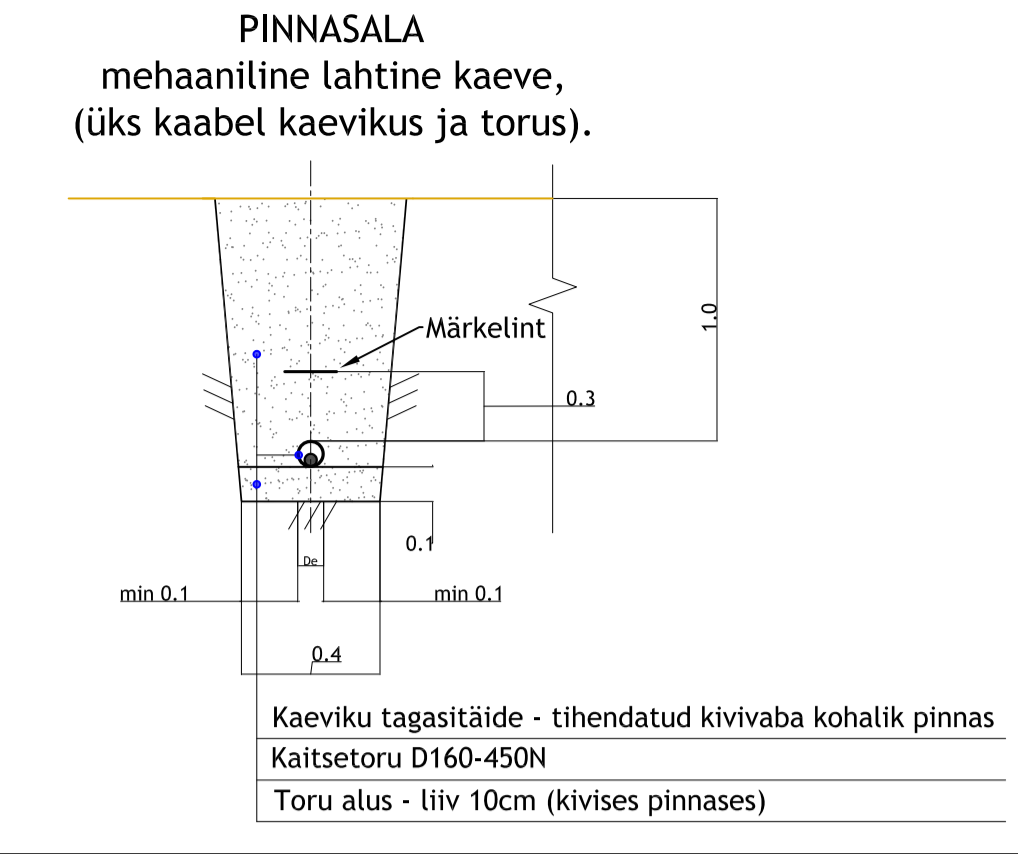 PINNASALA
mehaaniline lahtine kaeve,
(üks kaabel kaevikus ja torus).
1.0
Märkelint
0.3
0.1
De
min 0.1
min 0.1
0.4
Kaeviku tagasitäide - tihendatud kivivaba kohalik pinnas
Kaitsetoru D160-450N
Toru alus - liiv 10cm (kivises pinnases)